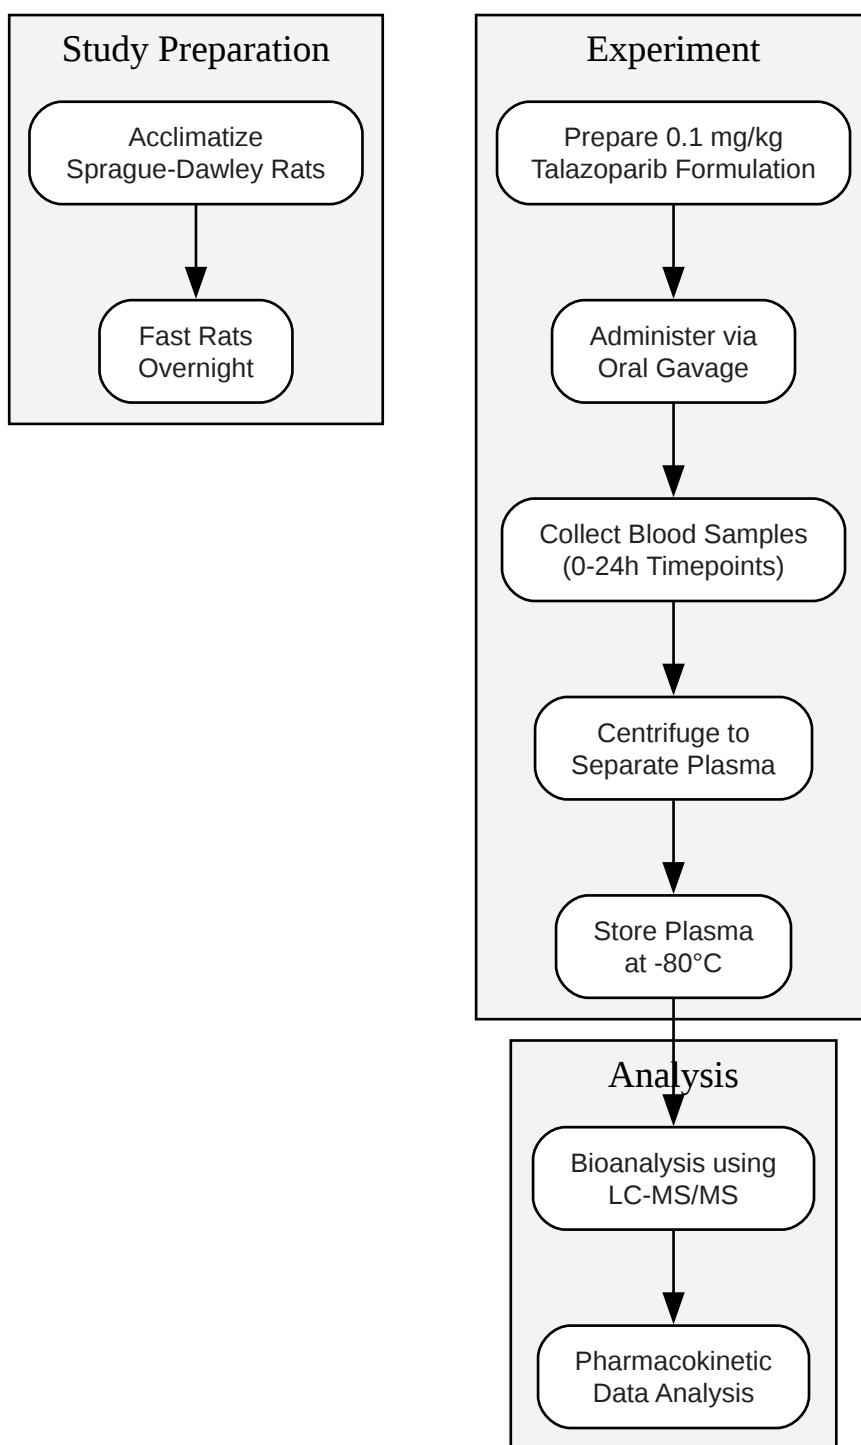 Study Preparation
Acclimatize
Sprague-Dawley Rats
Fast Rats
Overnight
Experiment
Prepare 0.1 mg/kg
Talazoparib Formulation
Administer via
Oral Gavage
Collect Blood Samples
(0-24h Timepoints)
Centrifuge to
Separate Plasma
Store Plasma
at -80°C
Analysis
Bioanalysis using
LC-MS/MS
Pharmacokinetic
Data Analysis